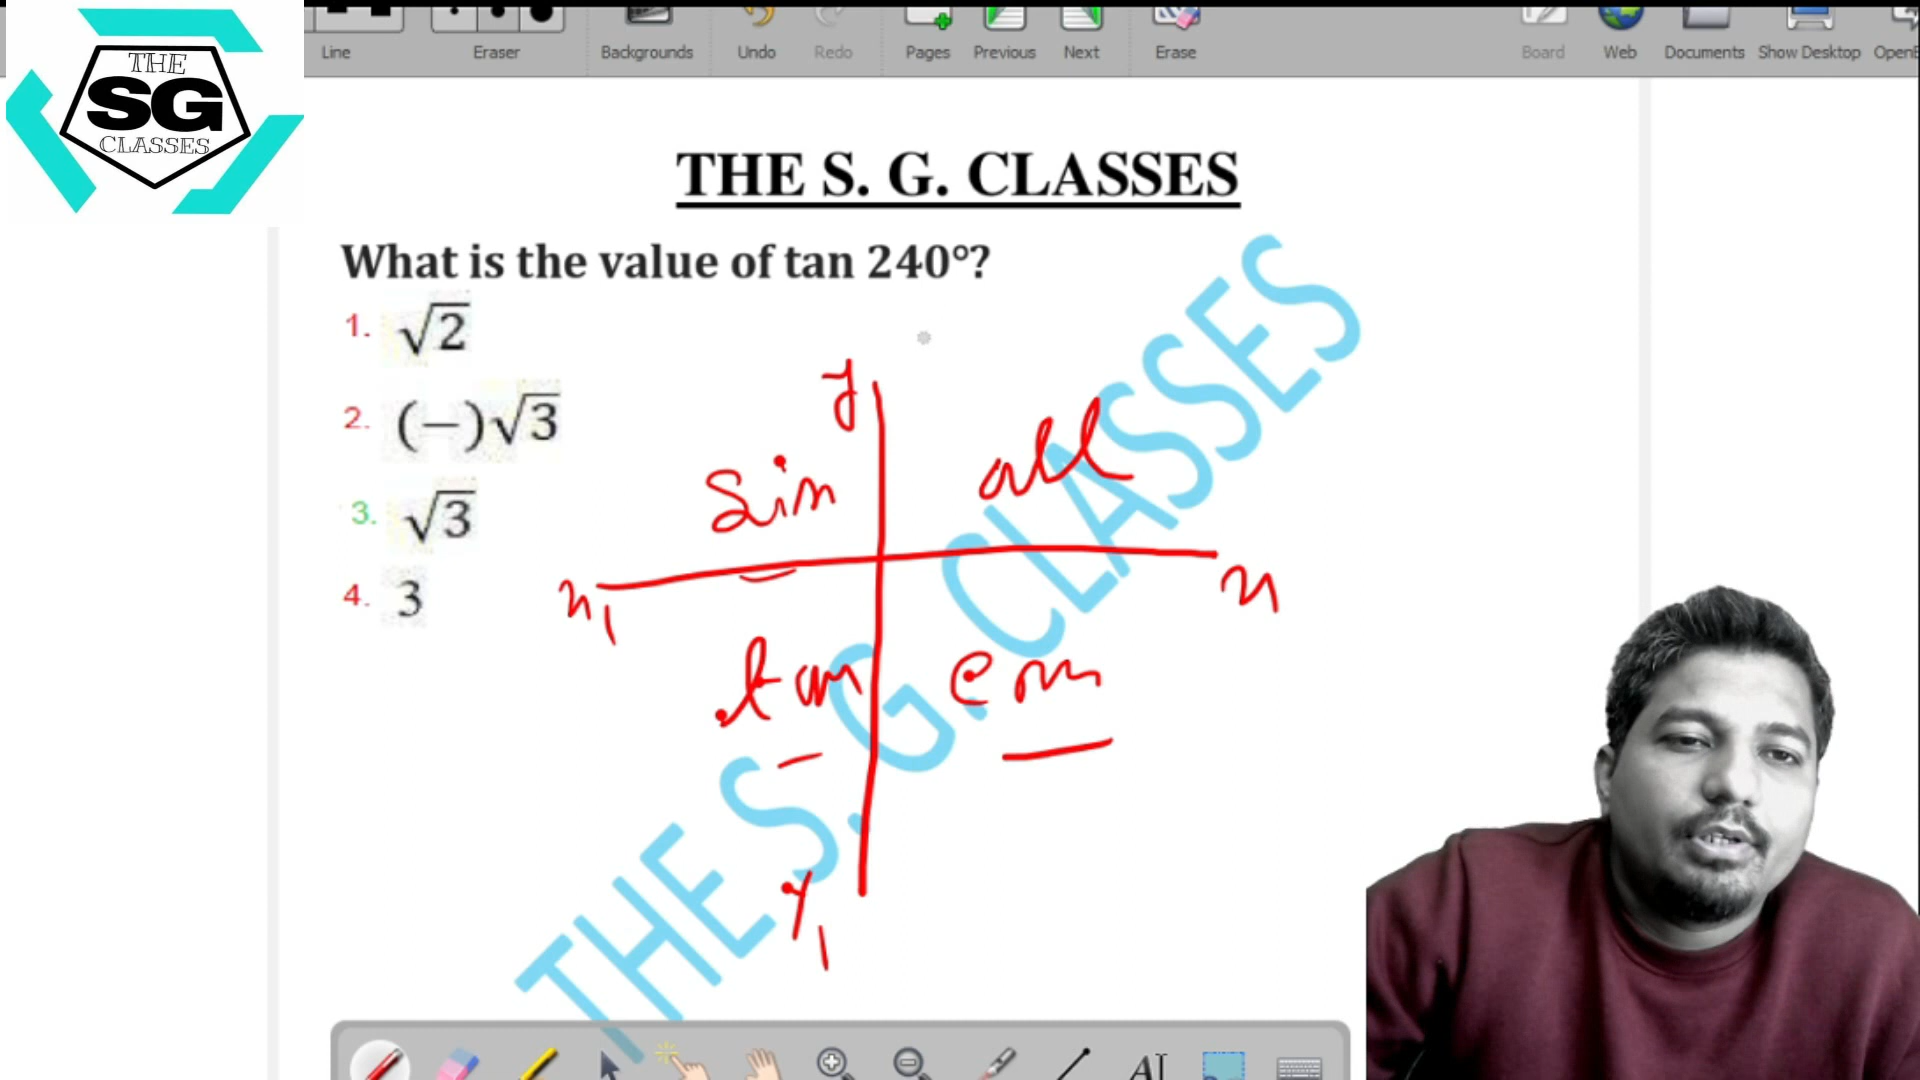 Line
Eraser
Backgrounds
Undo
Redo
Pages
Previous
Next
Erase
Board
Web
Documents
Show Desktop
THE
SG
CLASSES
THE S. G. CLASSES
What is the value of tan 240°?
1. √2
2. (−)√3
3. √3
4. 3
y
sin
all
x1
x
tan
cos
y1
THE S. G. CLASSES